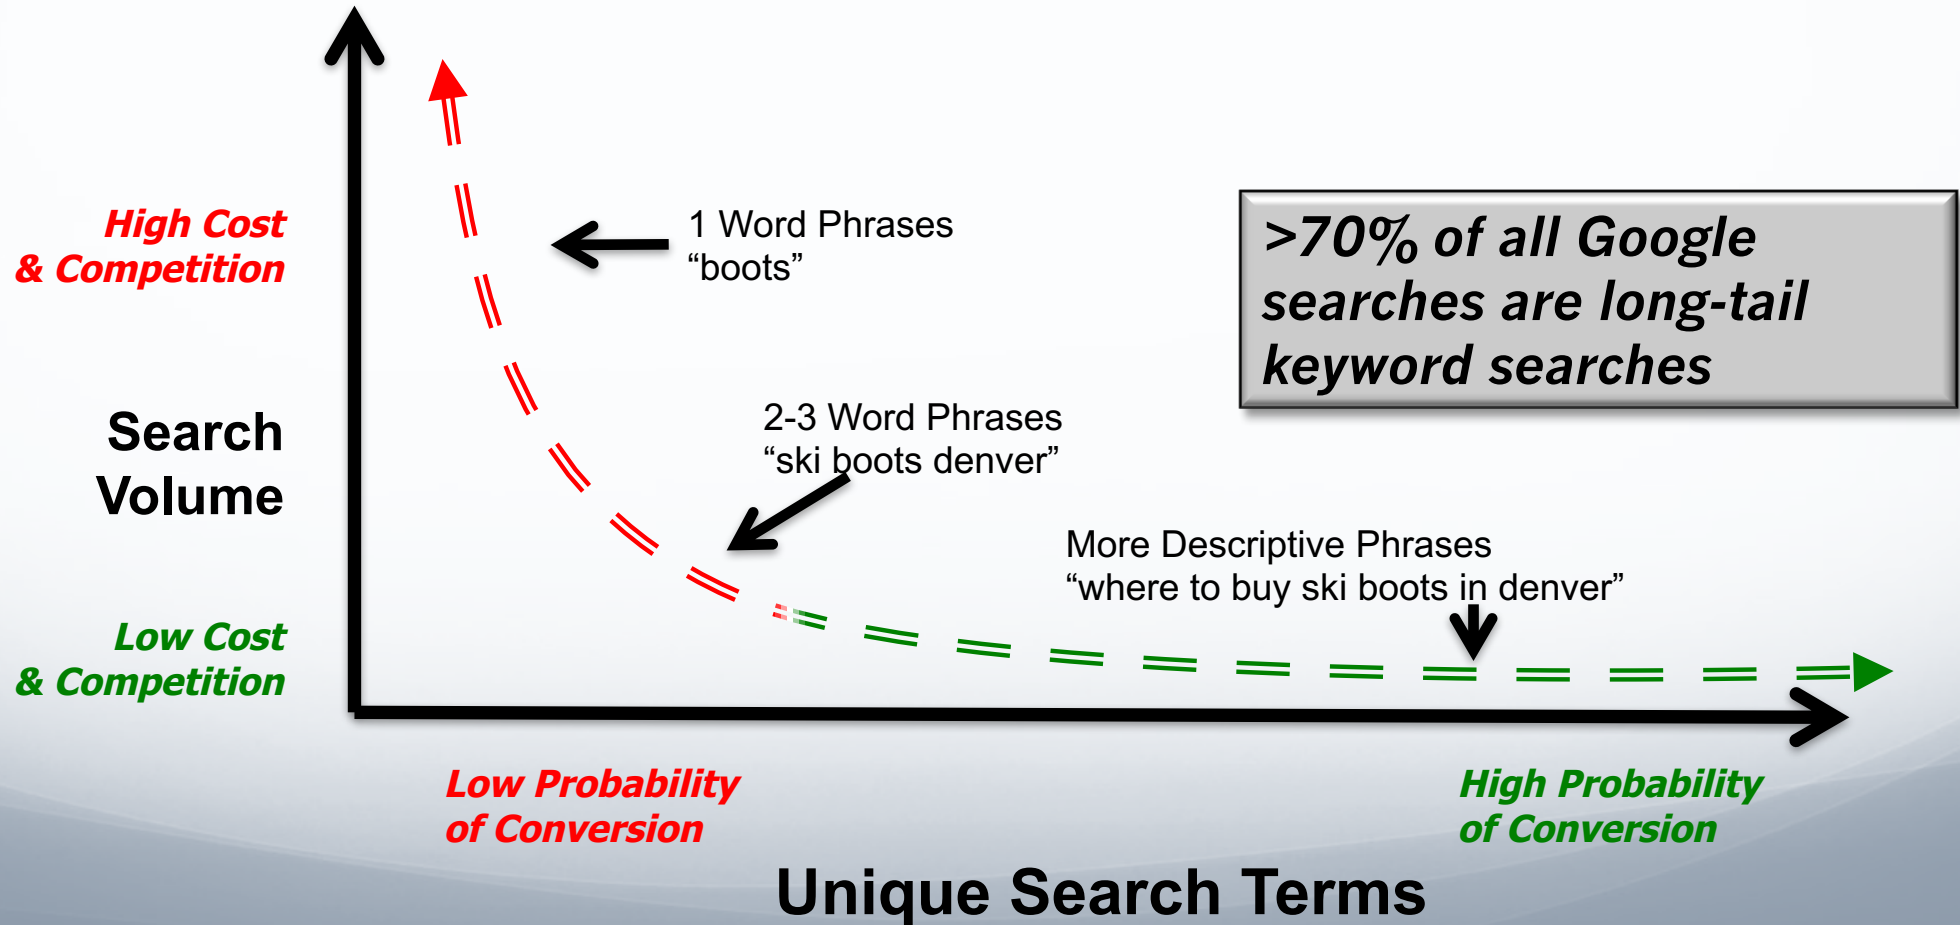 High Cost
& Competition
1 Word Phrases
“boots”
>70% of all Google
searches are long-tail
keyword searches
Search
Volume
2-3 Word Phrases
“ski boots denver”
More Descriptive Phrases
“where to buy ski boots in denver”
Low Cost
& Competition
Low Probability
of Conversion
High Probability
of Conversion
Unique Search Terms